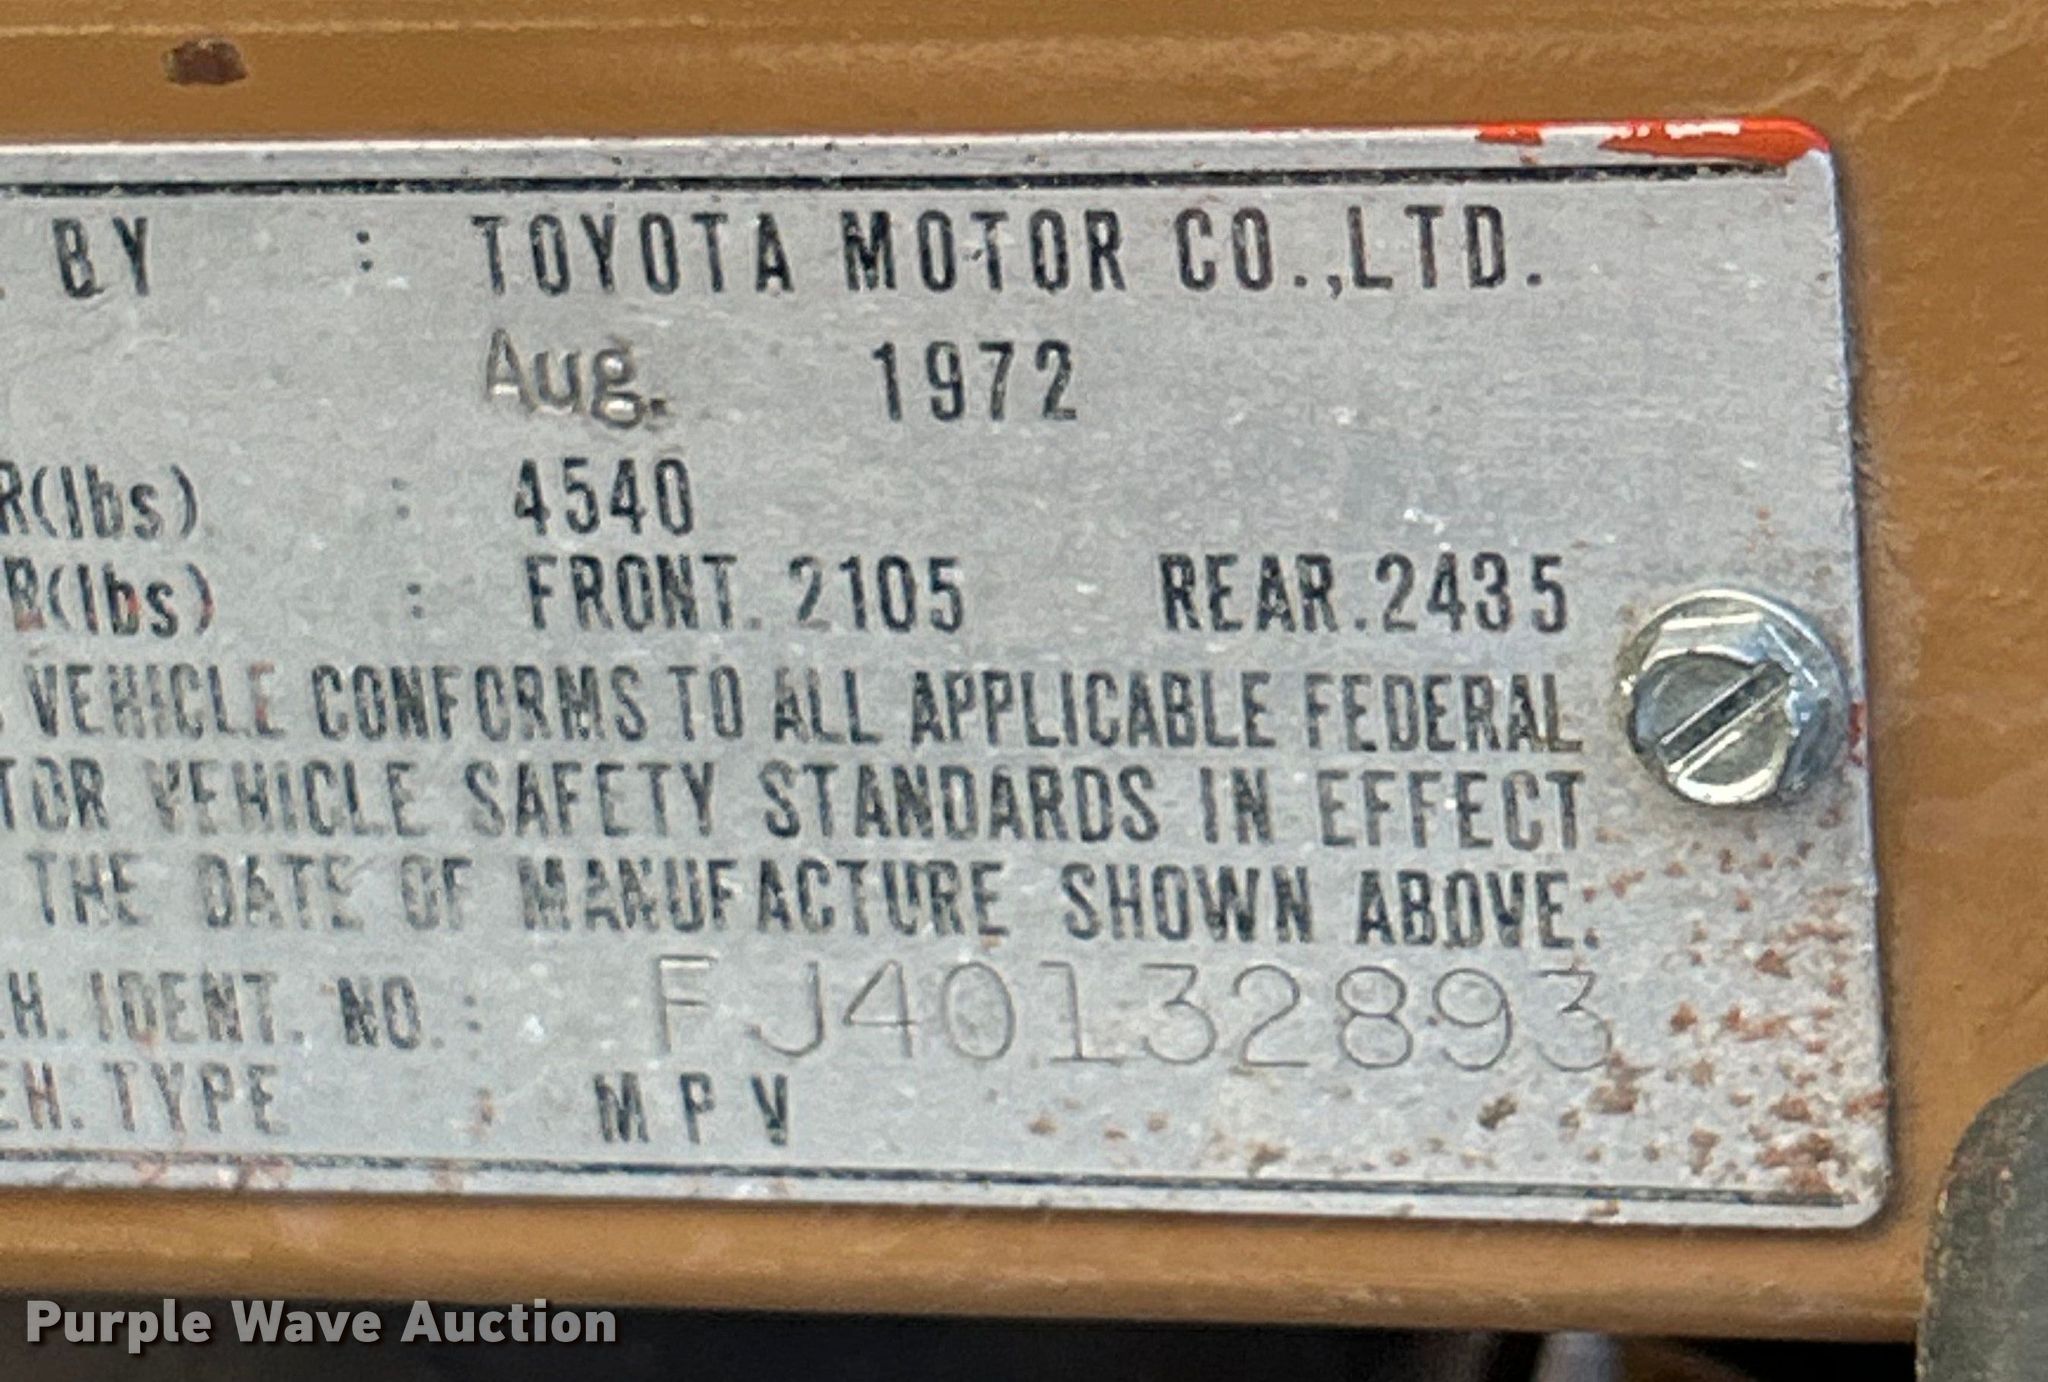 . BY : TOYOTA MOTOR CO.,LTD.
Aug. 1972
R(lbs) : 4540
R(lbs) : FRONT. 2105 REAR.2435
VEHICLE CONFORMS TO ALL APPLICABLE FEDERAL
TOR VEHICLE SAFETY STANDARDS IN EFFECT
THE DATE OF MANUFACTURE SHOWN ABOVE.
H. IDENT. NO. : FJ40132893
EH. TYPE : MPV
Purple Wave Auction